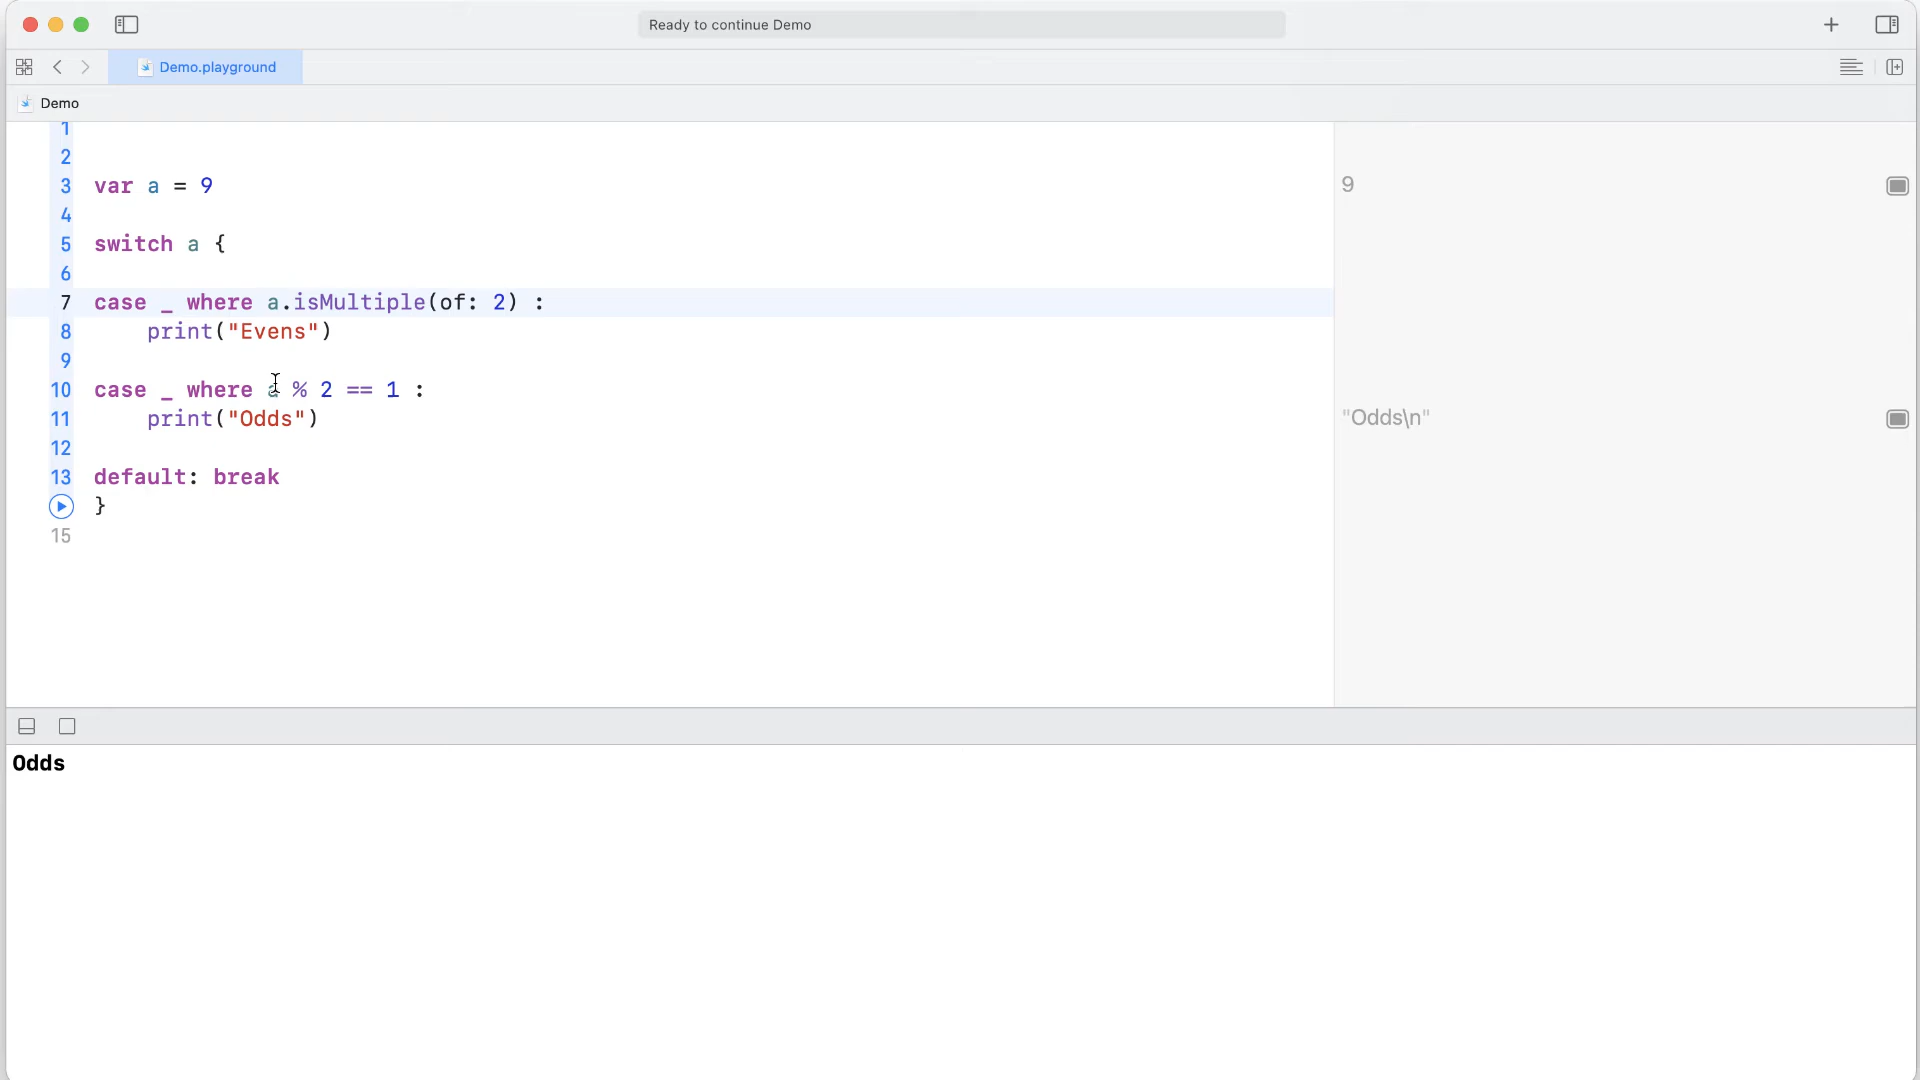 Ready to continue Demo
Demo.playground
Demo
1
2
3 var a = 9 9
4
5 switch a {
6
7 case _ where a.isMultiple(of: 2) :
8 print("Evens")
9
10 case _ where a % 2 == 1 :
11 print("Odds") "Odds\n"
12
13 default: break
}
15
Odds